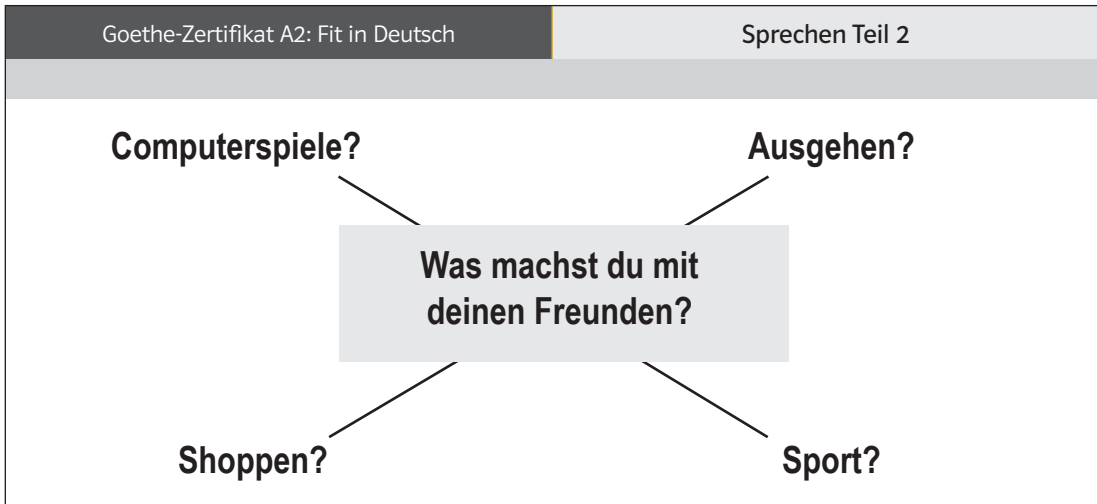 Goethe-Zertifikat A2: Fit in Deutsch
Sprechen Teil 2
Computerspiele?
Ausgehen?
Was machst du mit
deinen Freunden?
Shoppen?
Sport?